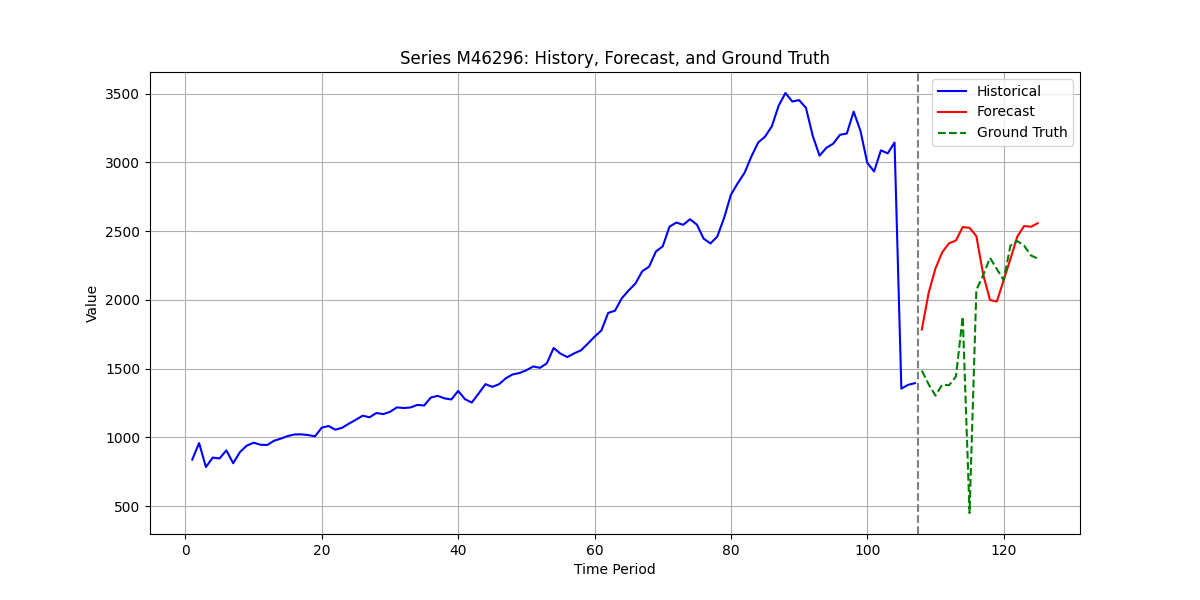 Series M46296: History, Forecast, and Ground Truth
Historical
Forecast
Ground Truth
3500
3000
2500
2000
1500
1000
500
Value
0 20 40 60 80 100 120
Time Period